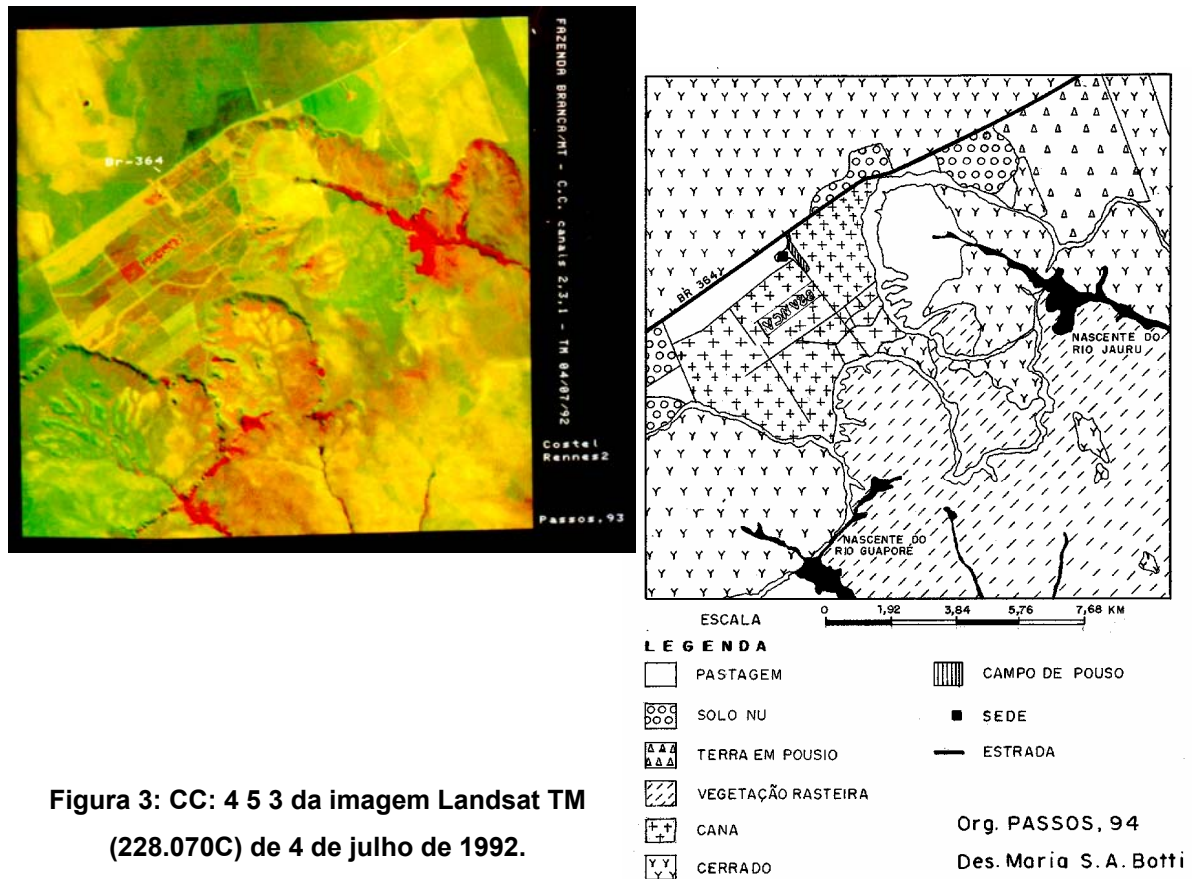 Br-364
FAZENDA BRANCA/MT - C.C. canais 2,3,1 - TM 04/07/92
Costel
Rennes2
Passos,93
BR 364
BRANCA
NASCENTE DO
RIO JAURU
NASCENTE DO
RIO GUAPORÉ
ESCALA 0 1,92 3,84 5,76 7,68 KM
LEGENDA
PASTAGEM
SOLO NU
TERRA EM POUSIO
VEGETAÇÃO RASTEIRA
CANA
CERRADO
CAMPO DE POUSO
SEDE
ESTRADA
Org. PASSOS, 94
Des. Maria S. A. Botti
Figura 3: CC: 4 5 3 da imagem Landsat TM
(228.070C) de 4 de julho de 1992.